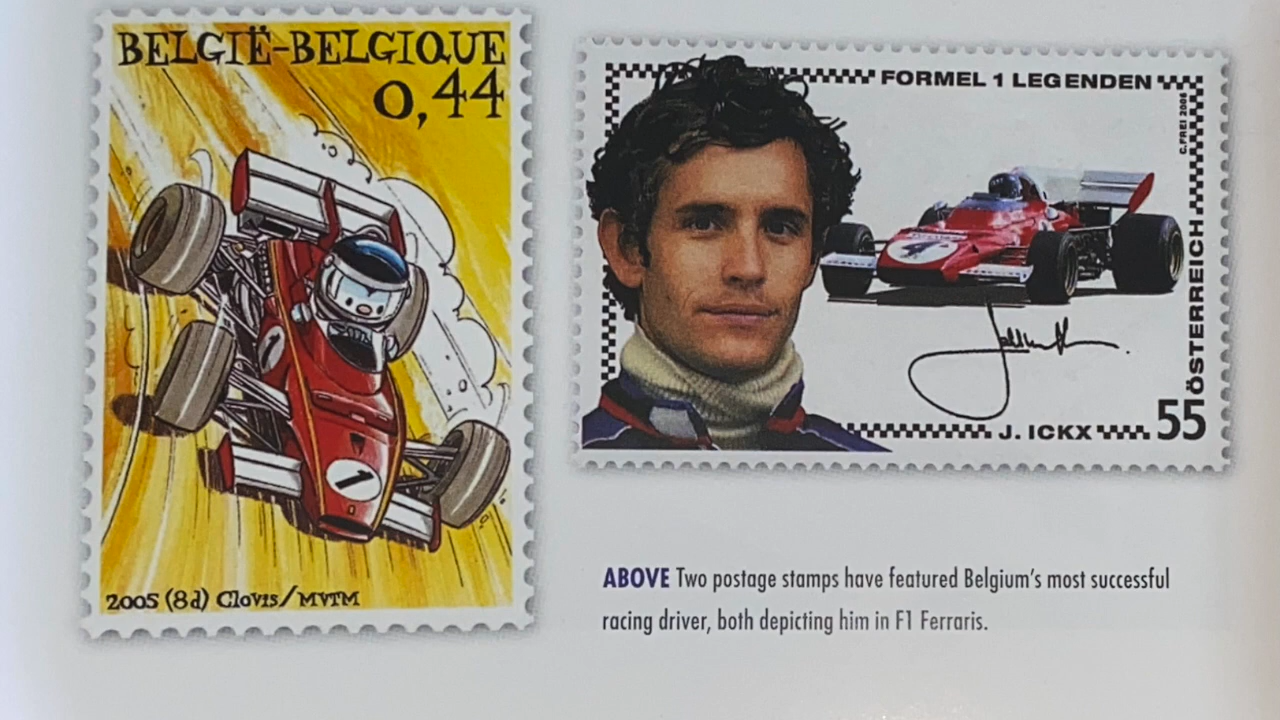 BELGIË-BELGIQUE
0,44
1
1
2005 (8d) Clovis/MVTM
FORMEL 1 LEGENDEN
C.FREI 2006
4
ÖSTERREICH
J. ICKX
55
ABOVE Two postage stamps have featured Belgium's most successful
racing driver, both depicting him in F1 Ferraris.